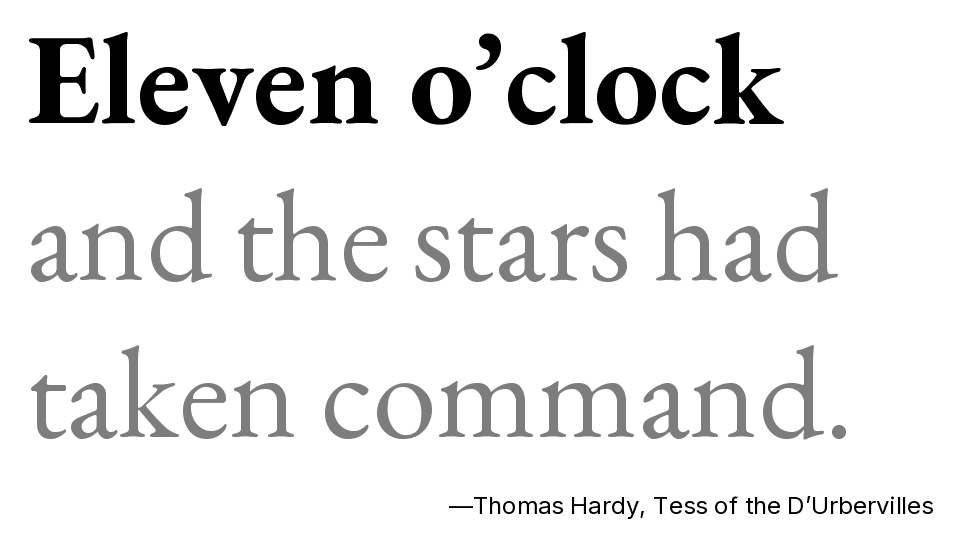 Eleven o’clock
and the stars had
taken command.
—Thomas Hardy, Tess of the D’Urbervilles